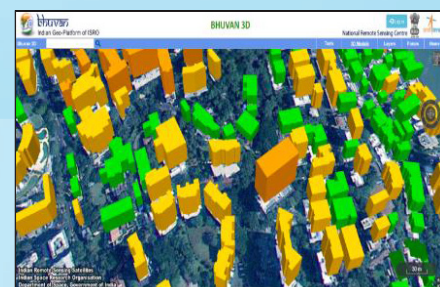 bhuvan
Indian Geo-Platform of ISRO
BHUVAN 3D
National Remote Sensing Centre
Bhuvan 3D
Tools
3D Models
Layers
Indian Remote Sensing Satellites
Indian Space Research Organisation
Department of Space, Government of India